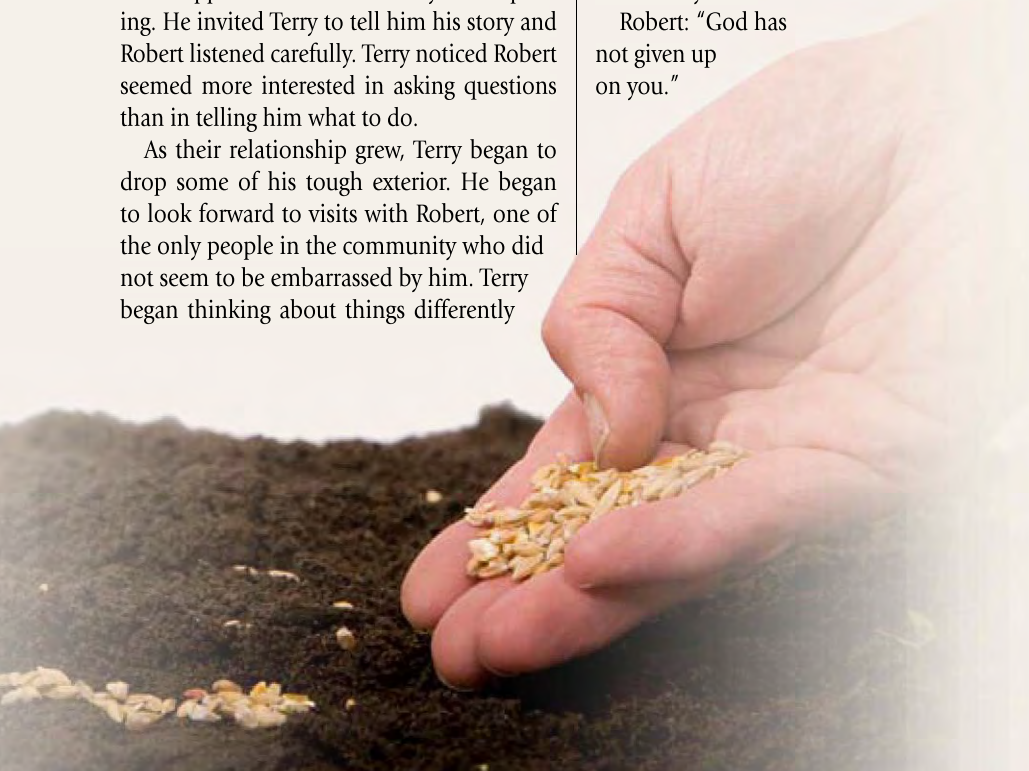 ing. He invited Terry to tell him his story and
Robert listened carefully. Terry noticed Robert
seemed more interested in asking questions
than in telling him what to do.
As their relationship grew, Terry began to
drop some of his tough exterior. He began
to look forward to visits with Robert, one of
the only people in the community who did
not seem to be embarrassed by him. Terry
began thinking about things differently
Robert: “God has
not given up
on you.”